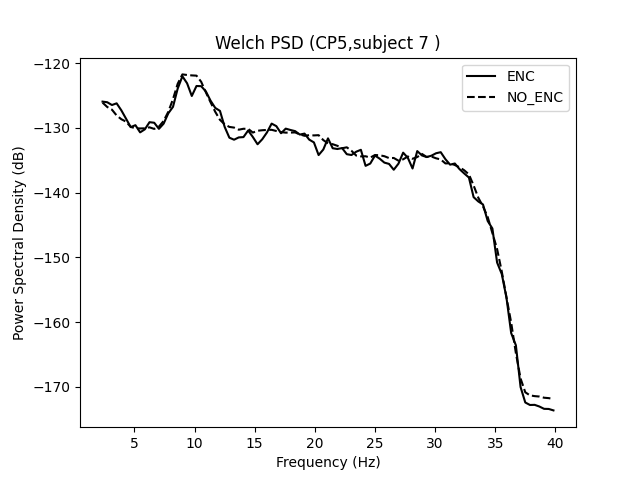 Welch PSD (CP5,subject 7 )
ENC
NO_ENC
Power Spectral Density (dB)
−120
−130
−140
−150
−160
−170
5 10 15 20 25 30 35 40
Frequency (Hz)